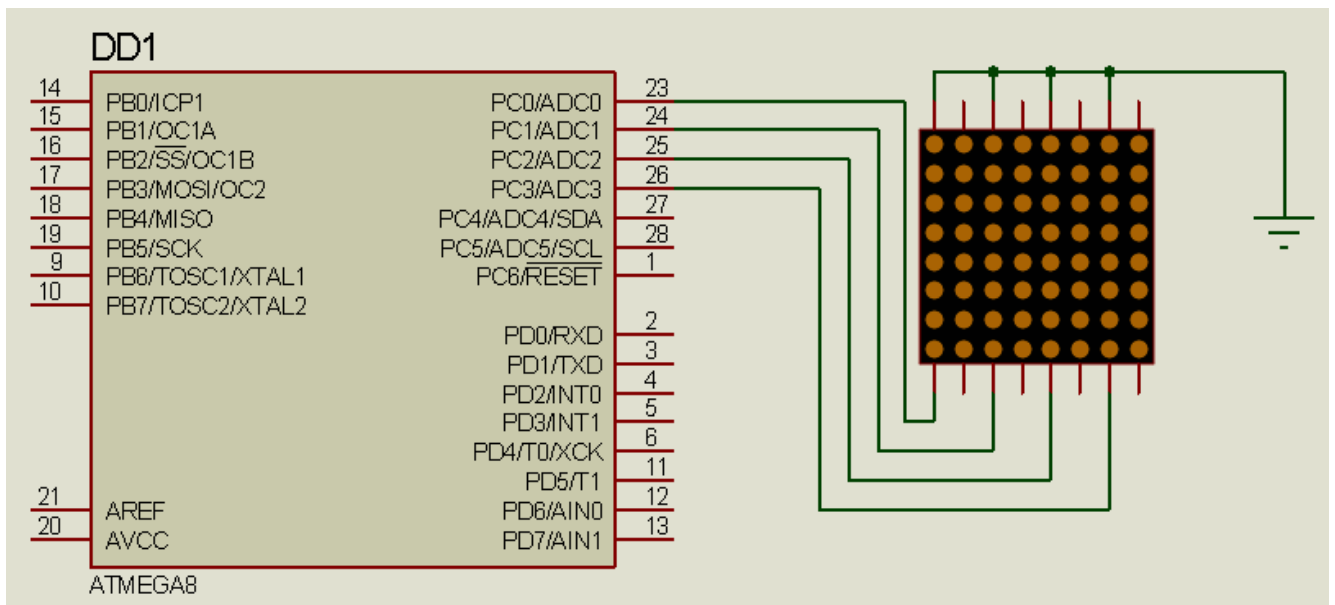 DD1
14 PB0/ICP1 PC0/ADC0 23
15 PB1/OC1A PC1/ADC1 24
16 PB2/SS/OC1B PC2/ADC2 25
17 PB3/MOSI/OC2 PC3/ADC3 26
18 PB4/MISO PC4/ADC4/SDA 27
19 PB5/SCK PC5/ADC5/SCL 28
9 PB6/TOSC1/XTAL1 PC6/RESET 1
10 PB7/TOSC2/XTAL2
PD0/RXD 2
PD1/TXD 3
PD2/INT0 4
PD3/INT1 5
PD4/T0/XCK 6
PD5/T1 11
21 AREF PD6/AIN0 12
20 AVCC PD7/AIN1 13
ATMEGA8